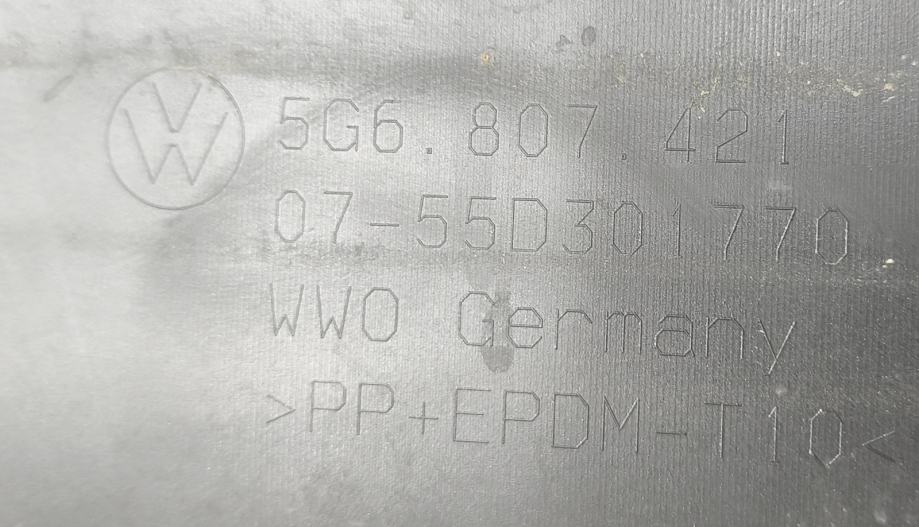 5G6.807.421
07-55D301770
WWO Germany
>PP+EPDM-T10<